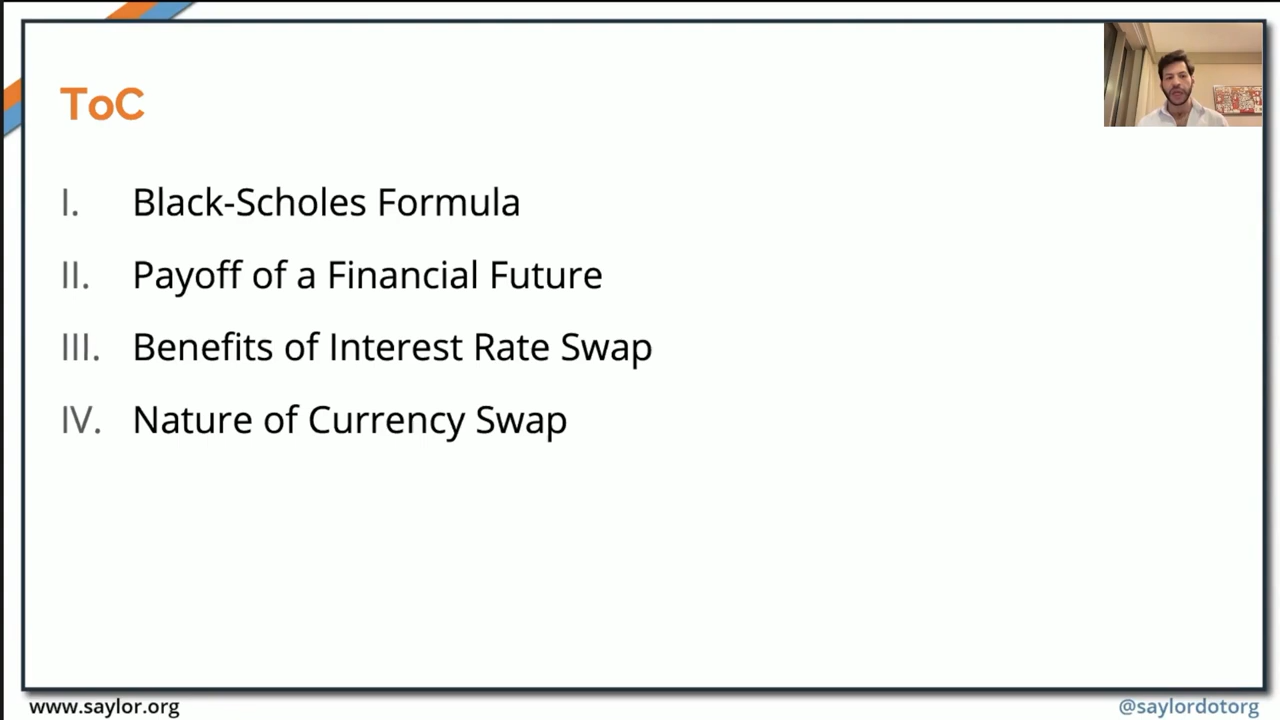 ToC
I. Black-Scholes Formula
II. Payoff of a Financial Future
III. Benefits of Interest Rate Swap
IV. Nature of Currency Swap
www.saylor.org
@saylordotorg